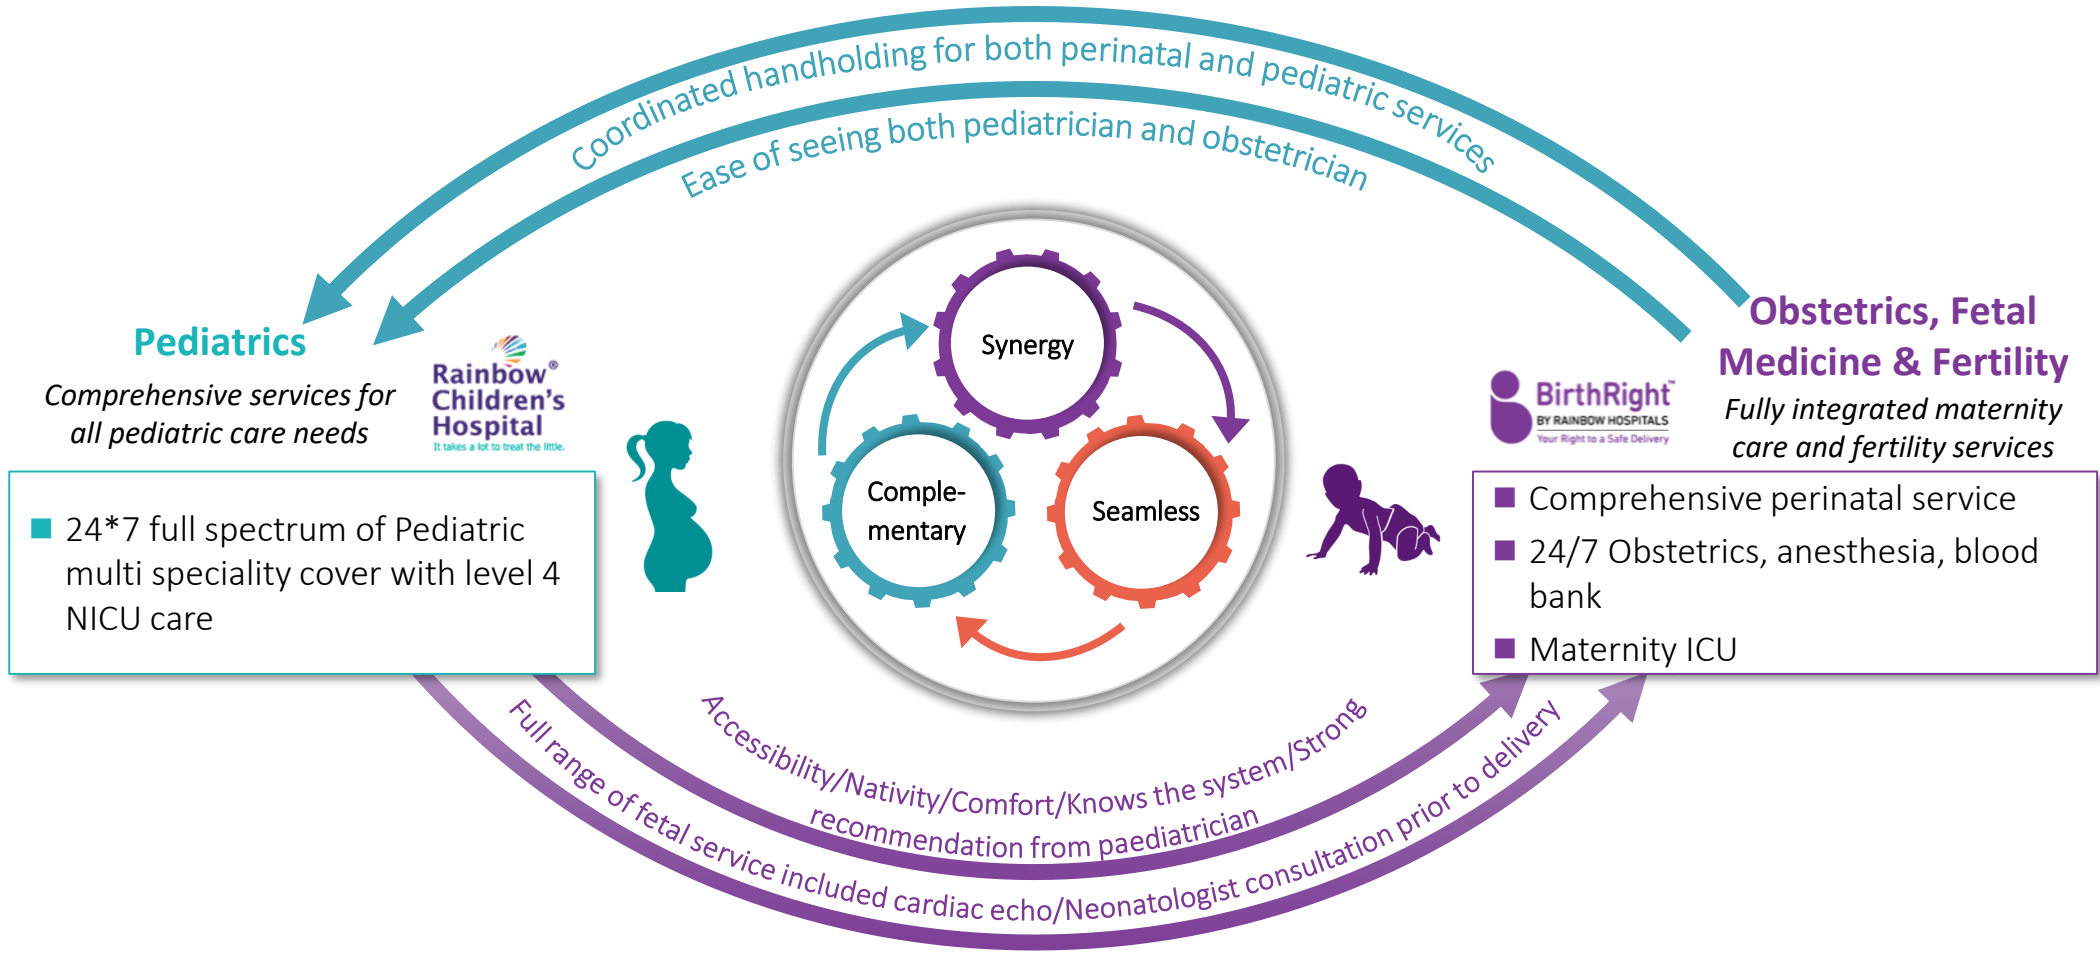 Coordinated handholding for both perinatal and pediatric services
Ease of seeing both pediatrician and obstetrician
Pediatrics
Comprehensive services for
all pediatric care needs
Rainbow®
Children's
Hospital
It takes a lot to treat the little.
24*7 full spectrum of Pediatric
multi speciality cover with level 4
NICU care
Synergy
Comple-
mentary
Seamless
Obstetrics, Fetal
Medicine & Fertility
BirthRight™
BY RAINBOW HOSPITALS
Your Right to a Safe Delivery
Fully integrated maternity
care and fertility services
Comprehensive perinatal service
24/7 Obstetrics, anesthesia, blood
bank
Maternity ICU
Accessibility/Nativity/Comfort/Knows the system/Strong
recommendation from paediatrician
Full range of fetal service included cardiac echo/Neonatologist consultation prior to delivery